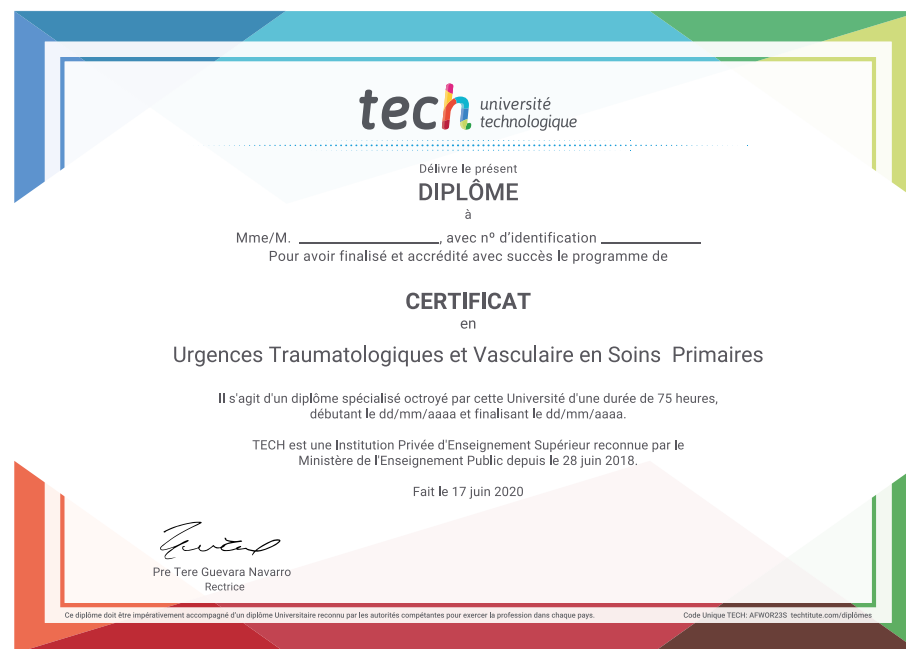 tech université
technologique
Délivre le présent
DIPLÔME
à
Mme/M. ____________________, avec nº d'identification ______________
Pour avoir finalisé et accrédité avec succès le programme de
CERTIFICAT
en
Urgences Traumatologiques et Vasculaire en Soins Primaires
Il s'agit d'un diplôme spécialisé octroyé par cette Université d'une durée de 75 heures,
débutant le dd/mm/aaaa et finalisant le dd/mm/aaaa.
TECH est une Institution Privée d'Enseignement Supérieur reconnue par le
Ministère de l'Enseignement Public depuis le 28 juin 2018.
Fait le 17 juin 2020
Pre Tere Guevara Navarro
Rectrice
Ce diplôme doit être impérativement accompagné d'un diplôme Universitaire reconnu par les autorités compétantes pour exercer la profession dans chaque pays. Code Unique TECH: AFWOR23S techtitute.com/diplômes